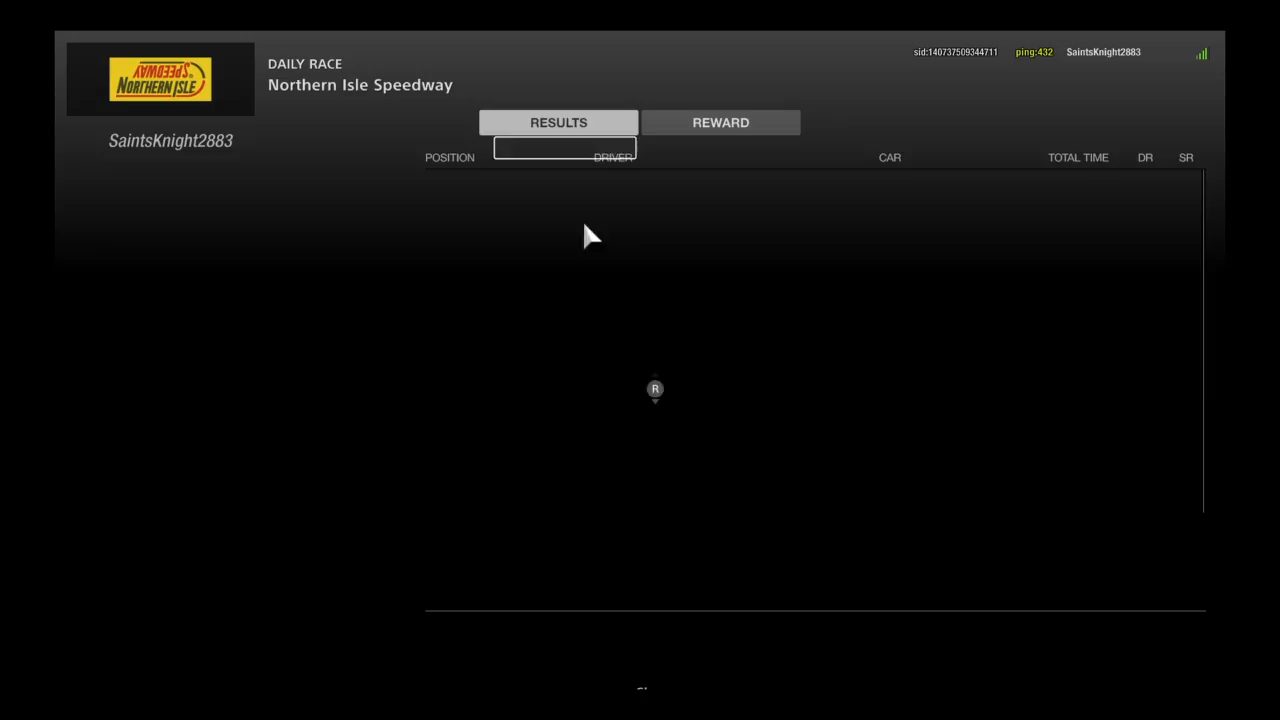 sid:140737509344711 ping:432 SaintsKnight2883
DAILY RACE
Northern Isle Speedway
SPEEDWAY
NORTHERN ISLE
SaintsKnight2883
RESULTS REWARD
POSITION DRIVER CAR TOTAL TIME DR SR
R